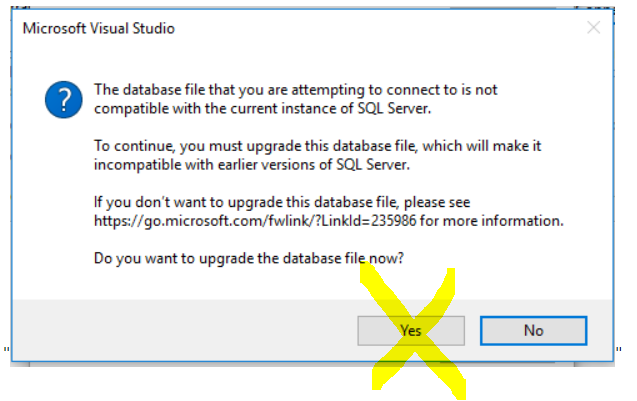 Microsoft Visual Studio
The database file that you are attempting to connect to is not
compatible with the current instance of SQL Server.
To continue, you must upgrade this database file, which will make it
incompatible with earlier versions of SQL Server.
If you don't want to upgrade this database file, please see
https://go.microsoft.com/fwlink/?LinkId=235986 for more information.
Do you want to upgrade the database file now?
Yes No
" "